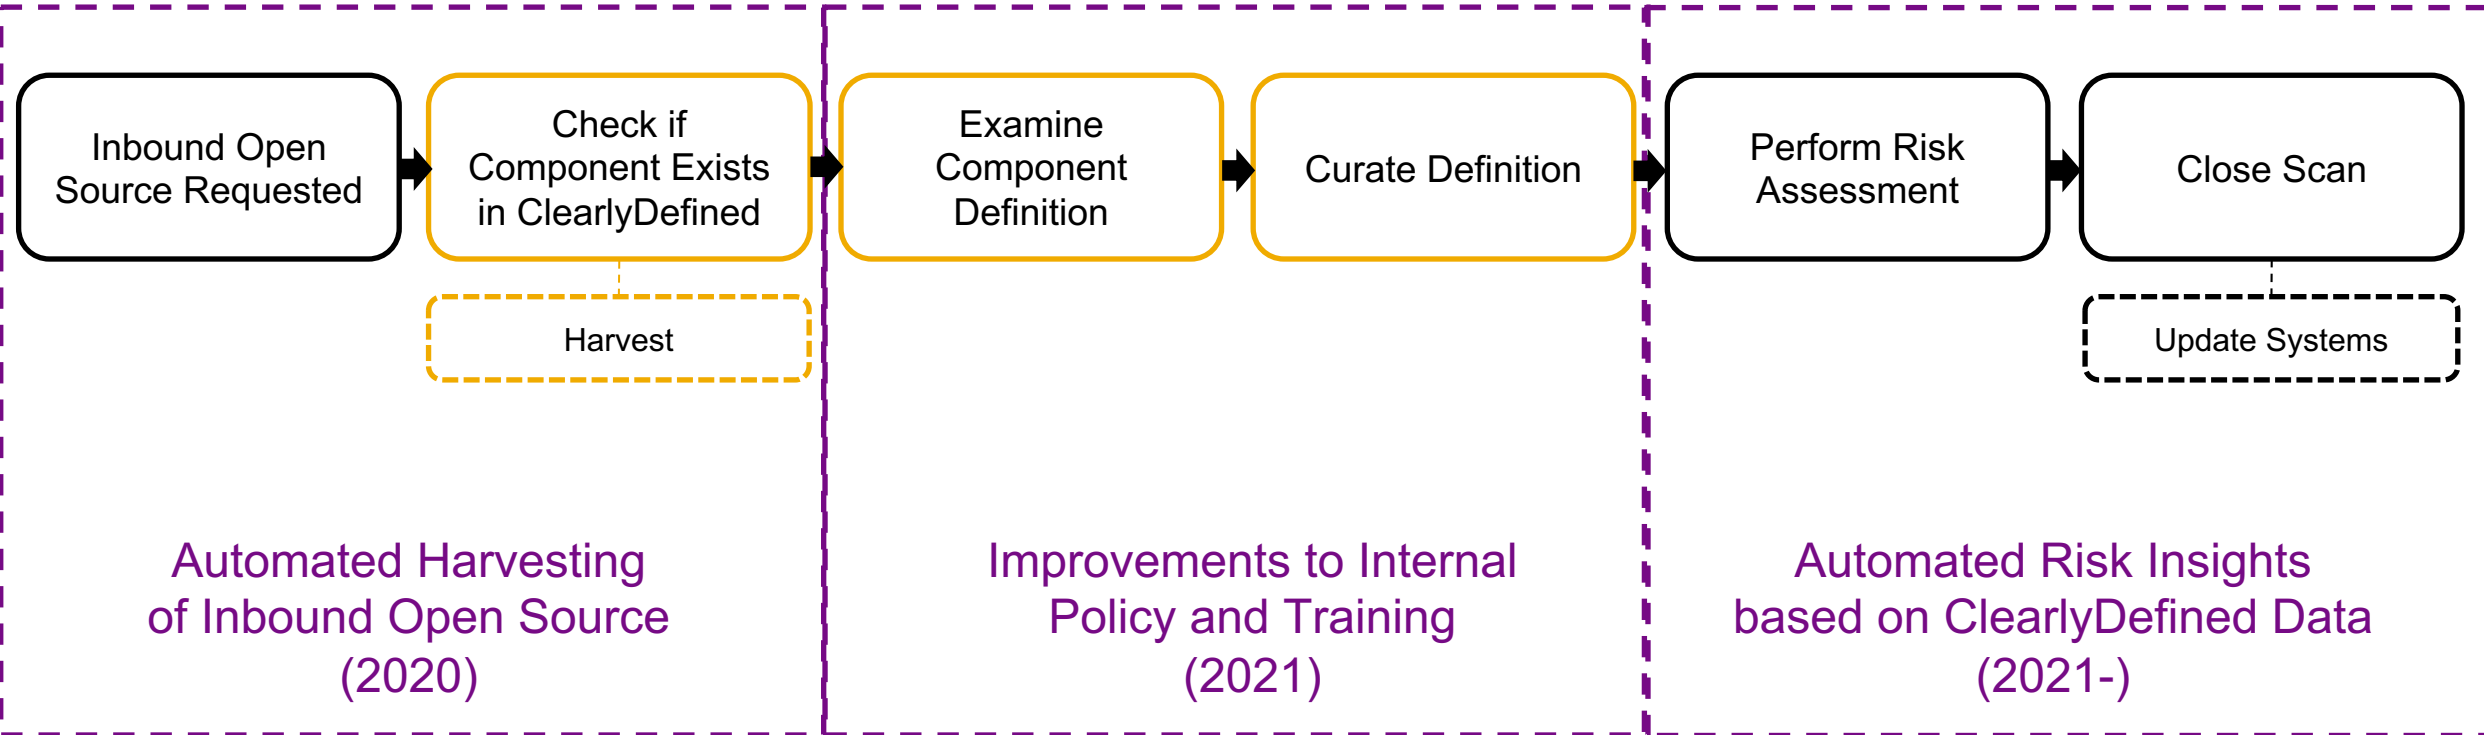 Inbound Open
Source Requested
Check if
Component Exists
in ClearlyDefined
Harvest
Examine
Component
Definition
Curate Definition
Perform Risk
Assessment
Close Scan
Update Systems
Automated Harvesting
of Inbound Open Source
(2020)
Improvements to Internal
Policy and Training
(2021)
Automated Risk Insights
based on ClearlyDefined Data
(2021-)